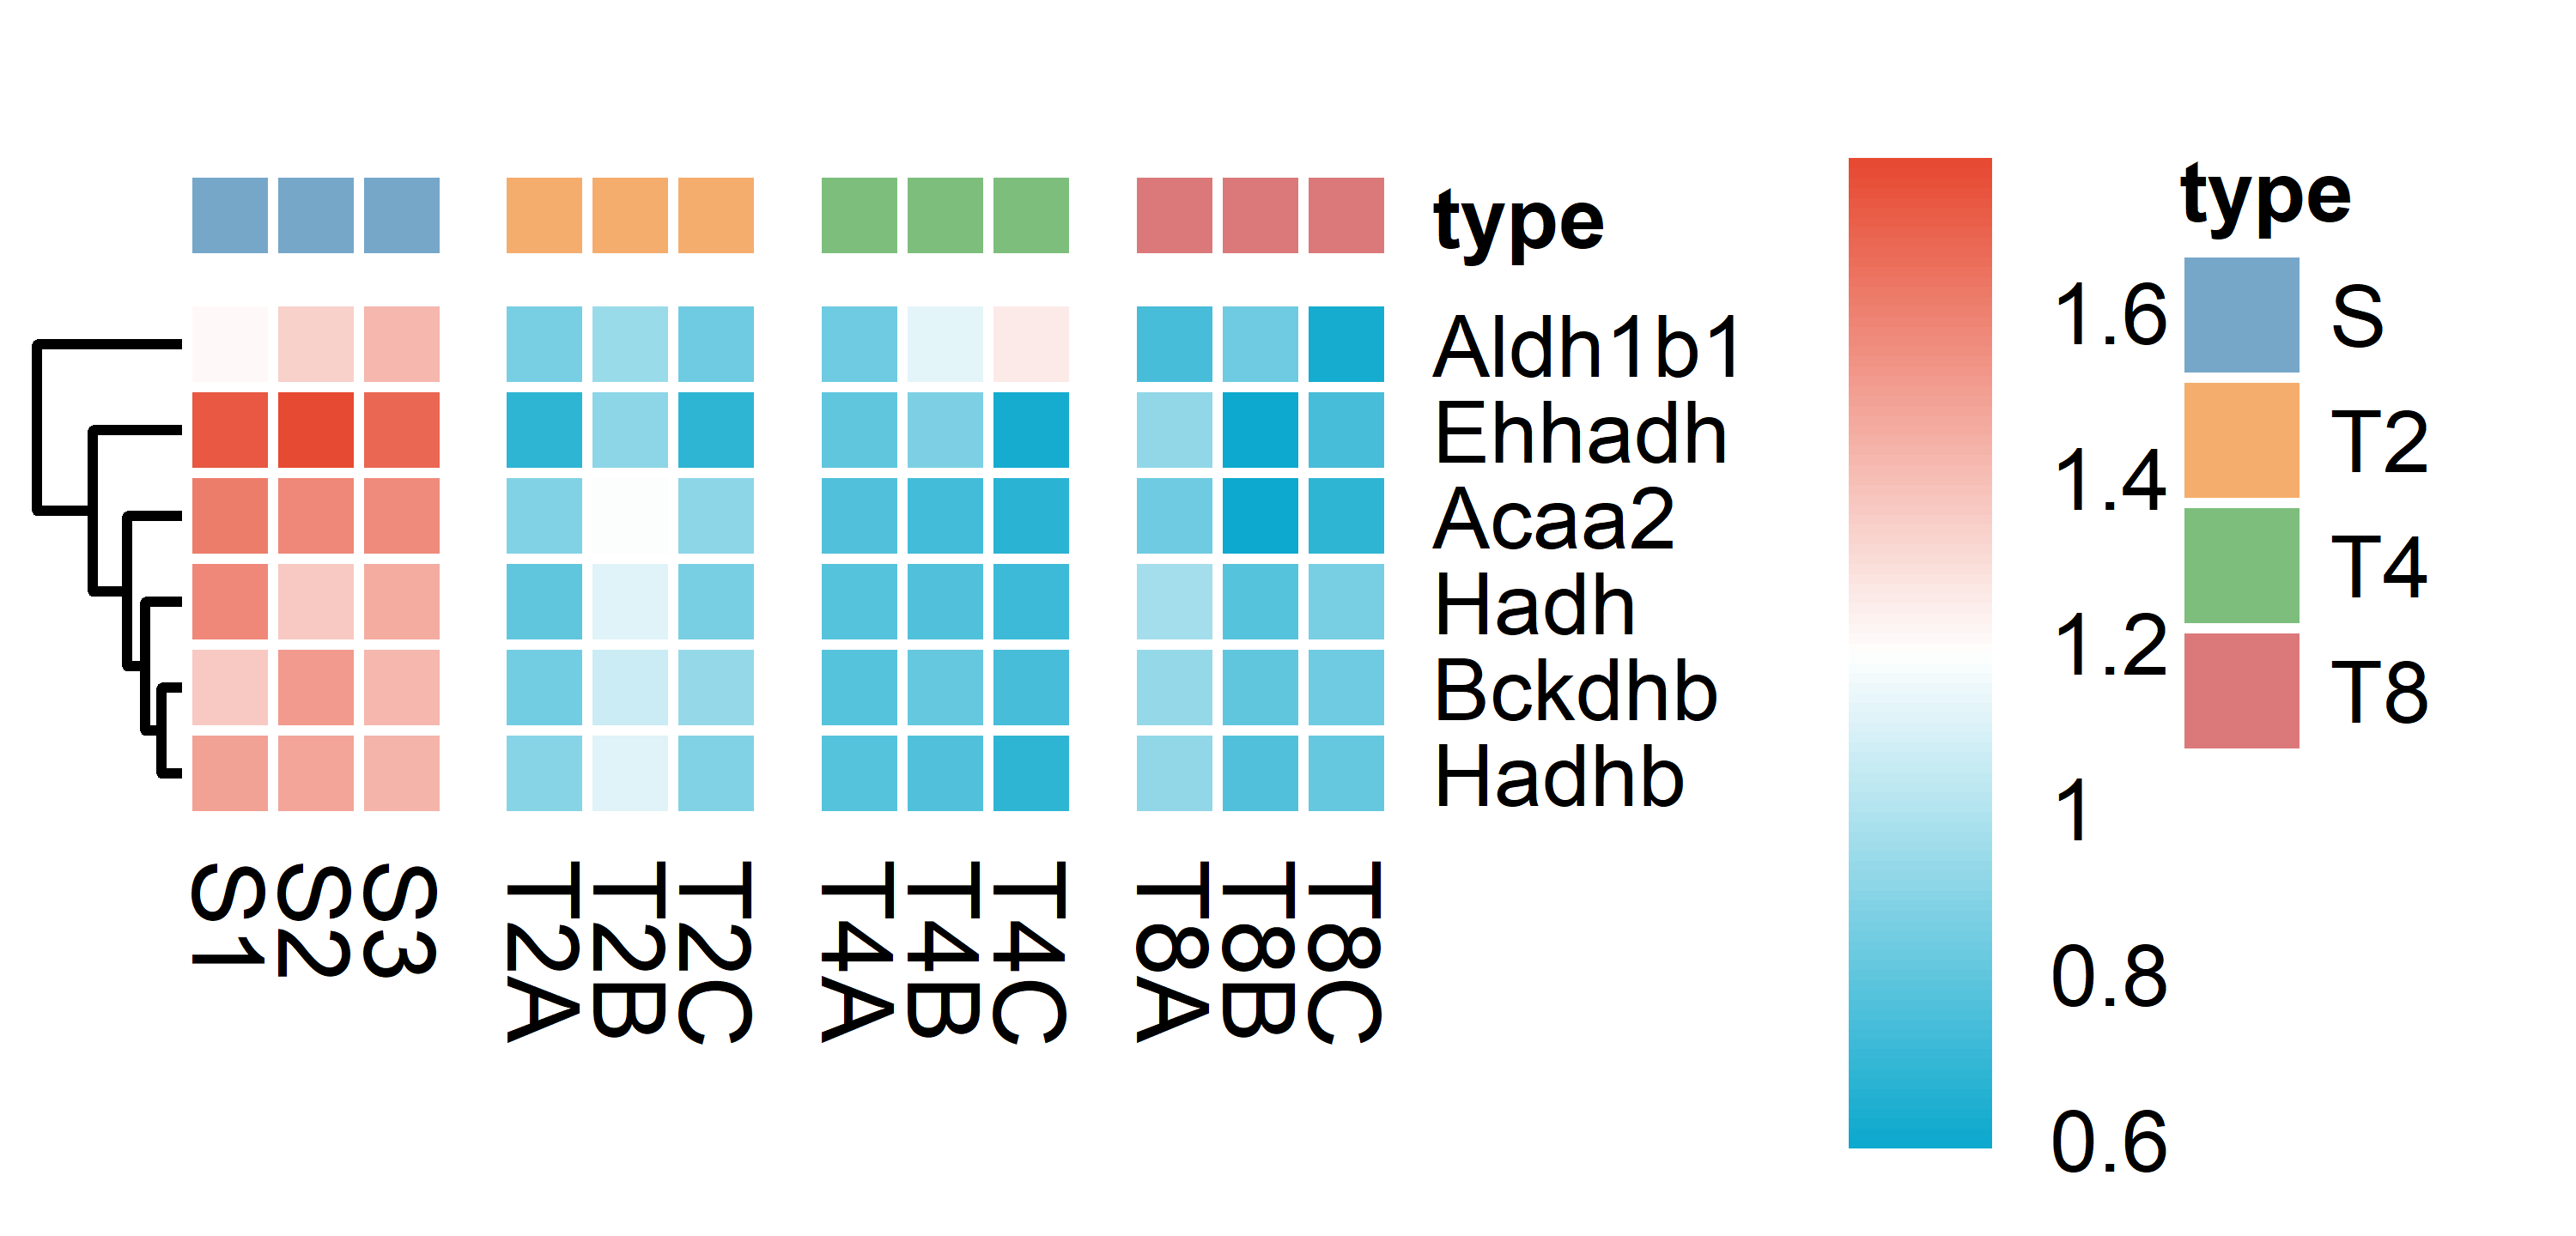 type
Aldh1b1
Ehhadh
Acaa2
Hadh
Bckdhb
Hadhb
S1
S2
S3
T2A
T2B
T2C
T4A
T4B
T4C
T8A
T8B
T8C
1.6
1.4
1.2
1
0.8
0.6
type
S
T2
T4
T8